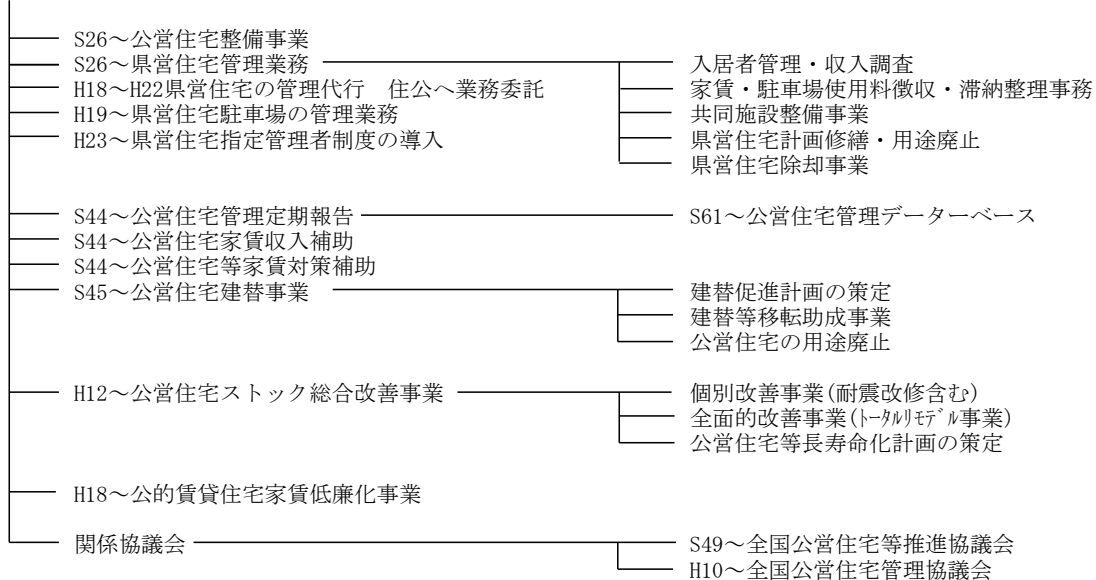 S26～公営住宅整備事業
S26～県営住宅管理業務 入居者管理・収入調査
H18～H22県営住宅の管理代行 住公へ業務委託 家賃・駐車場使用料徴収・滞納整理事務
H19～県営住宅駐車場の管理業務 共同施設整備事業
H23～県営住宅指定管理者制度の導入 県営住宅計画修繕・用途廃止
県営住宅除却事業
S44～公営住宅管理定期報告 S61～公営住宅管理データーベース
S44～公営住宅家賃収入補助
S44～公営住宅等家賃対策補助
S45～公営住宅建替事業 建替促進計画の策定
建替等移転助成事業
公営住宅の用途廃止
H12～公営住宅ストック総合改善事業 個別改善事業(耐震改修含む)
全面的改善事業(ﾄｰﾀﾙﾘﾓﾃﾞﾙ事業)
公営住宅等長寿命化計画の策定
H18～公的賃貸住宅家賃低廉化事業
関係協議会 S49～全国公営住宅等推進協議会
H10～全国公営住宅管理協議会